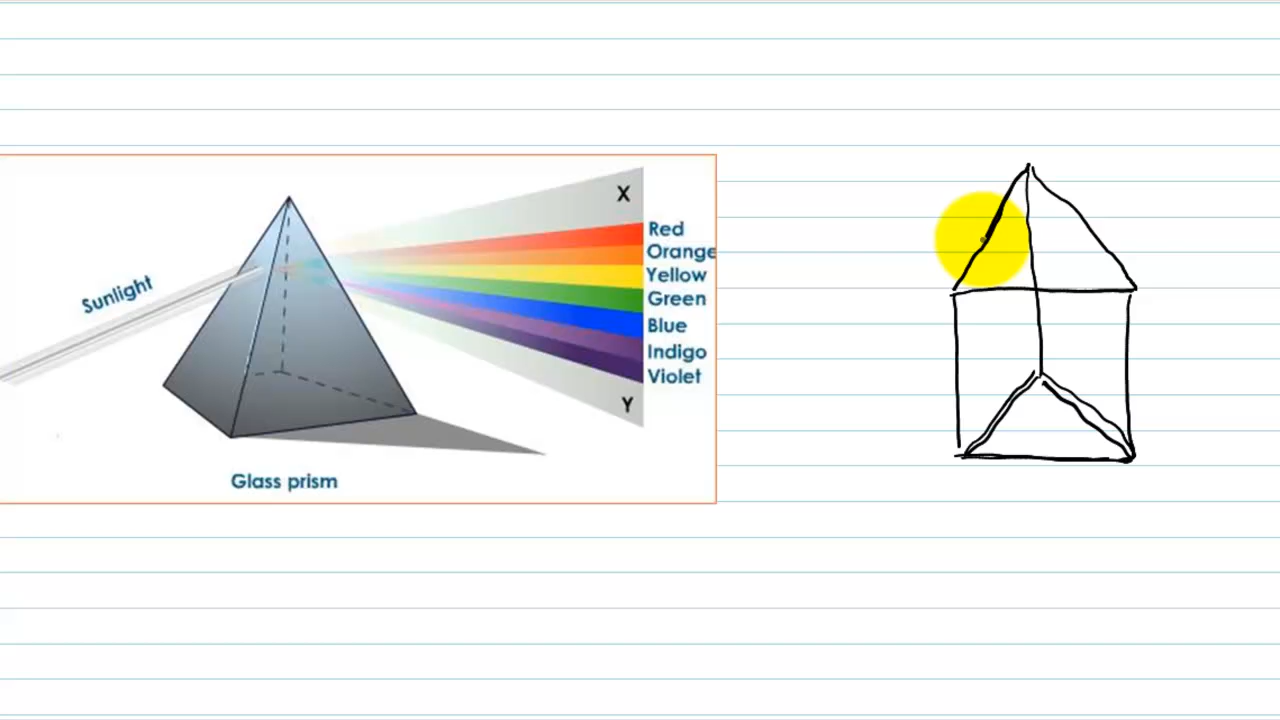 Sunlight
X
Red
Orange
Yellow
Green
Blue
Indigo
Violet
Y
Glass prism